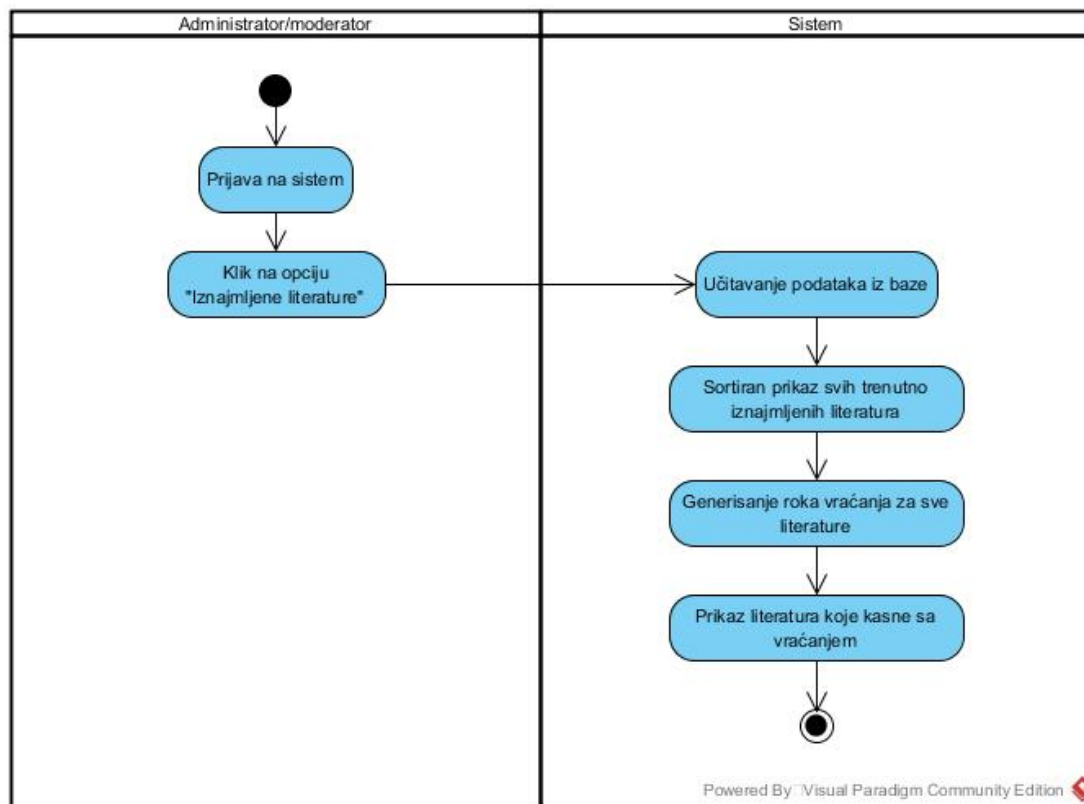 Administrator/moderator
Sistem
Prijava na sistem
Klik na opciju
"Iznajmljene literature"
Učitavanje podataka iz baze
Sortiran prikaz svih trenutno
iznajmljenih literatura
Generisanje roka vraćanja za sve
literature
Prikaz literatura koje kasne sa
vraćanjem
Powered By Visual Paradigm Community Edition